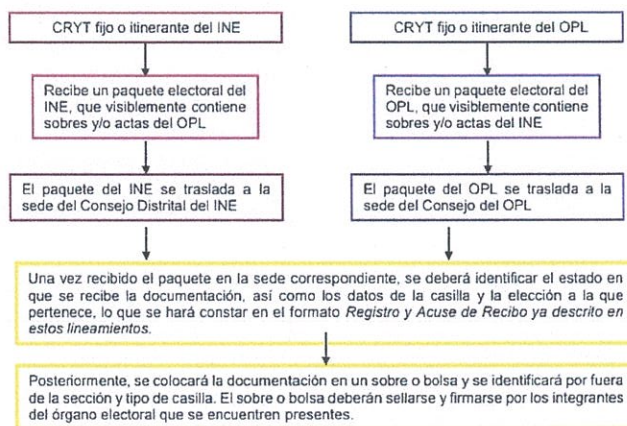 CRYT fijo o itinerante del INE
CRYT fijo o itinerante del OPL
Recibe un paquete electoral del
INE, que visiblemente contiene
sobres y/o actas del OPL
Recibe un paquete electoral del
OPL, que visiblemente contiene
sobres y/o actas del INE
El paquete del INE se traslada a la
sede del Consejo Distrital del INE
El paquete del OPL se traslada a la
sede del Consejo del OPL
Una vez recibido el paquete en la sede correspondiente, se deberá identificar el estado en
que se recibe la documentación, así como los datos de la casilla y la elección a la que
pertenece, lo que se hará constar en el formato Registro y Acuse de Recibo ya descrito en
estos lineamientos.
Posteriormente, se colocará la documentación en un sobre o bolsa y se identificará por fuera
de la sección y tipo de casilla. El sobre o bolsa deberán sellarse y firmarse por los integrantes
del órgano electoral que se encuentren presentes.